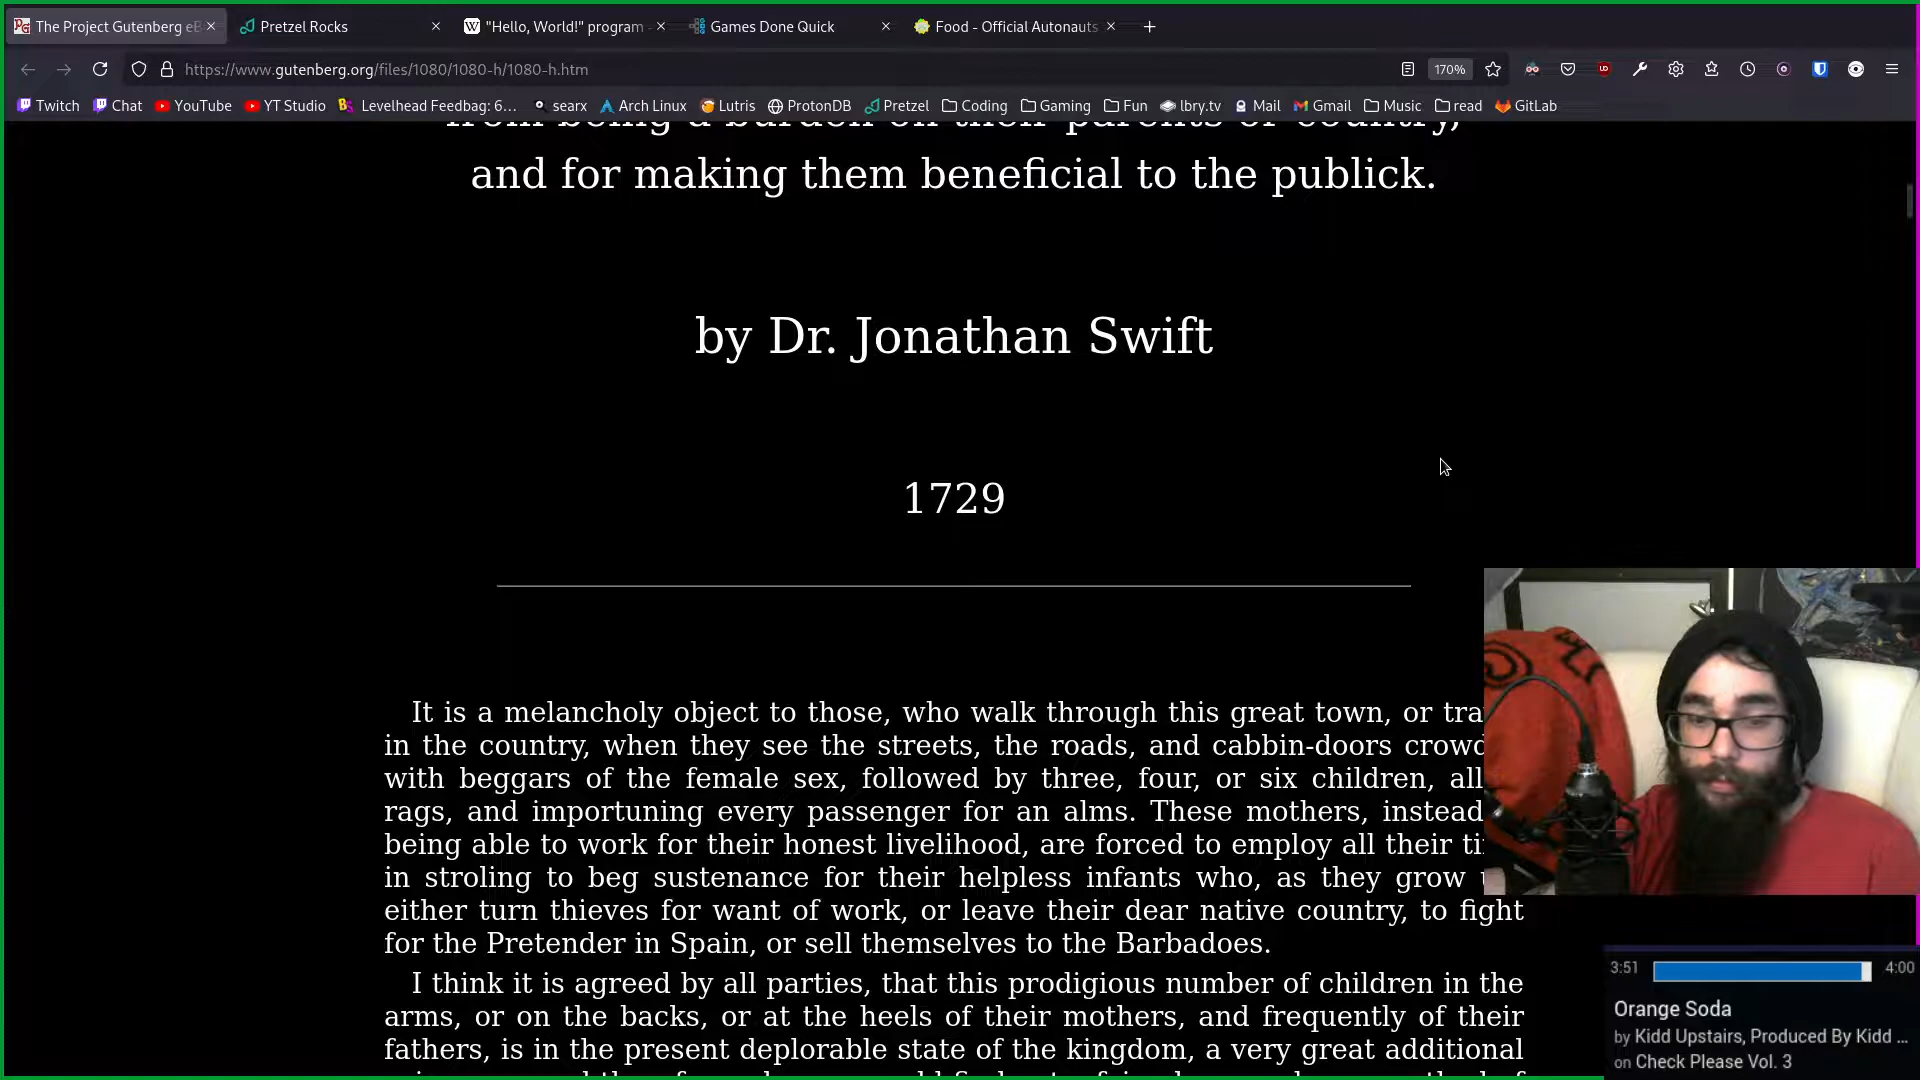 The Project Gutenberg eB
Pretzel Rocks
"Hello, World!" program -
Games Done Quick
Food - Official Autonauts
https://www.gutenberg.org/files/1080/1080-h/1080-h.htm
170%
Twitch Chat YouTube YT Studio Levelhead Feedbag: 6... searx Arch Linux Lutris ProtonDB Pretzel Coding Gaming Fun lbry.tv Mail Gmail Music read GitLab
from being a burden on their parents or country,
and for making them beneficial to the publick.
by Dr. Jonathan Swift
1729
It is a melancholy object to those, who walk through this great town, or tra
in the country, when they see the streets, the roads, and cabbin-doors crowd
with beggars of the female sex, followed by three, four, or six children, all
rags, and importuning every passenger for an alms. These mothers, instead
being able to work for their honest livelihood, are forced to employ all their ti
in stroling to beg sustenance for their helpless infants who, as they grow
either turn thieves for want of work, or leave their dear native country, to fight
for the Pretender in Spain, or sell themselves to the Barbadoes.
I think it is agreed by all parties, that this prodigious number of children in the
arms, or on the backs, or at the heels of their mothers, and frequently of their
fathers, is in the present deplorable state of the kingdom, a very great additional
3:51 4:00
Orange Soda
by Kidd Upstairs, Produced By Kidd ...
on Check Please Vol. 3